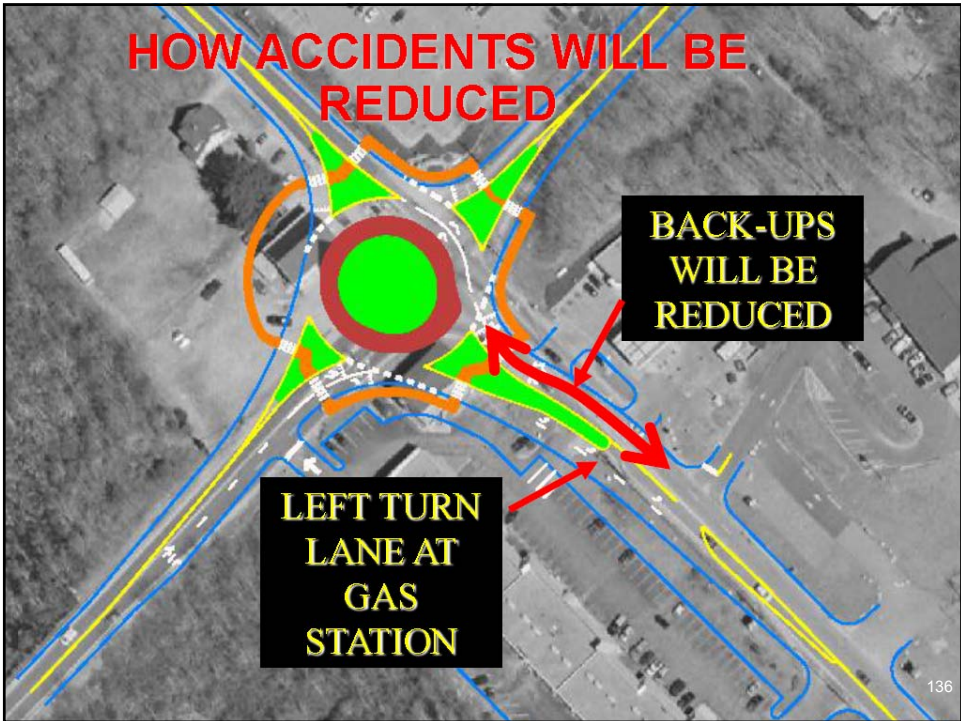 HOW ACCIDENTS WILL BE
REDUCED
BACK-UPS
WILL BE
REDUCED
LEFT TURN
LANE AT
GAS
STATION
136